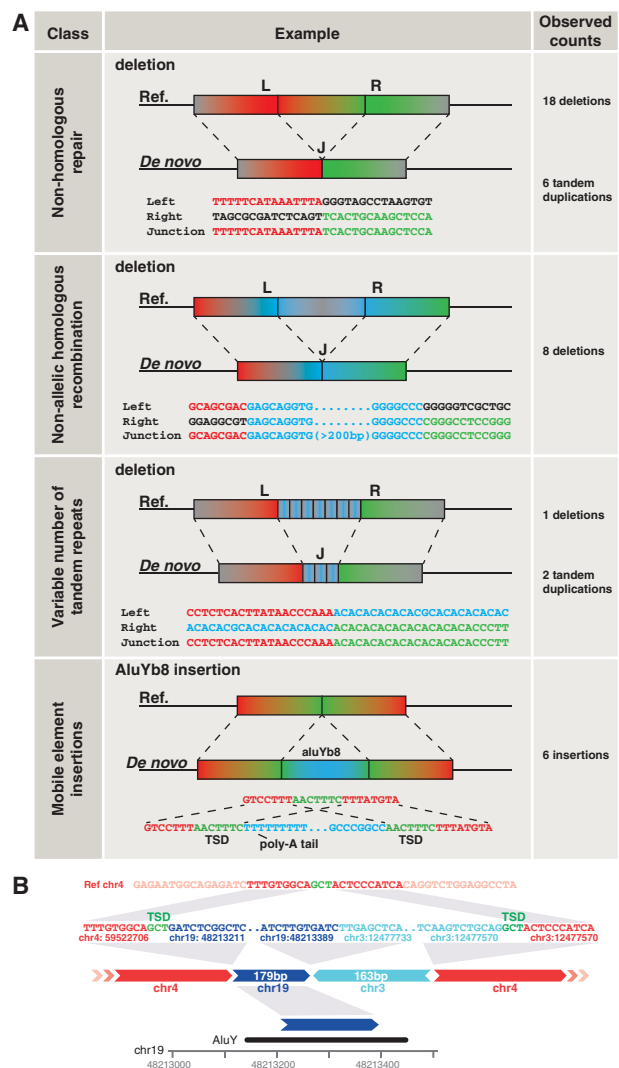 A
Class Example Observed counts
Non-homologous repair
deletion
L R
Ref.
18 deletions
J
De novo
6 tandem duplications
Left TTTTTCATAAATTTAGGGTAGCCTAAGTGT
Right TAGCGCGATCTCAGTTCACTGCAAGCTCCA
Junction TTTTTCATAAATTTATCACTGCAAGCTCCA
Non-allelic homologous recombination
deletion
L R
Ref.
J
De novo
8 deletions
Left GCAGCGACGAGCAGGTG........GGGGCCCGGGGGTCGCTGC
Right GGAGGCGTGAGCAGGTG........GGGGCCCCGGGCCTCCGGG
Junction GCAGCGACGAGCAGGTG(>200bp)GGGGCCCCGGGCCTCCGGG
Variable number of tandem repeats
deletion
L R
Ref.
1 deletions
J
De novo
2 tandem duplications
Left CCTCTCACTTATAACCCAAAACACACACACACGCACACACACAC
Right ACACACGCACACACACACACACACACACACACACACACACCCTT
Junction CCTCTCACTTATAACCCAAAACACACACACACACACACACCCTT
Mobile element insertions
AluYb8 insertion
Ref.
aluYb8
De novo
6 insertions
GTCCTTTAACTTTCTTTATGTA
GTCCTTTAACTTTCTTTTTTTTT...GCCCGGCCAACTTTCTTTATGTA
TSD poly-A tail TSD
B
Ref chr4 GAGAATGGCAGAGATCTTTGTGGCAGCTACTCCCATCACAGGTCTGGAGGCCTA
TSD TSD
TTTGTGGCAGCTGATCTCGGCTC..ATCTTGTGATCTTGAGCTCA..TCAAGTCTGCAGGCTACTCCCATCA
chr4: 59522706 chr19: 48213211 chr19:48213389 chr3:12477733 chr3:12477570 chr3:12477570
179bp 163bp
chr4 chr19 chr3 chr4
AluY
chr19
48213000 48213200 48213400